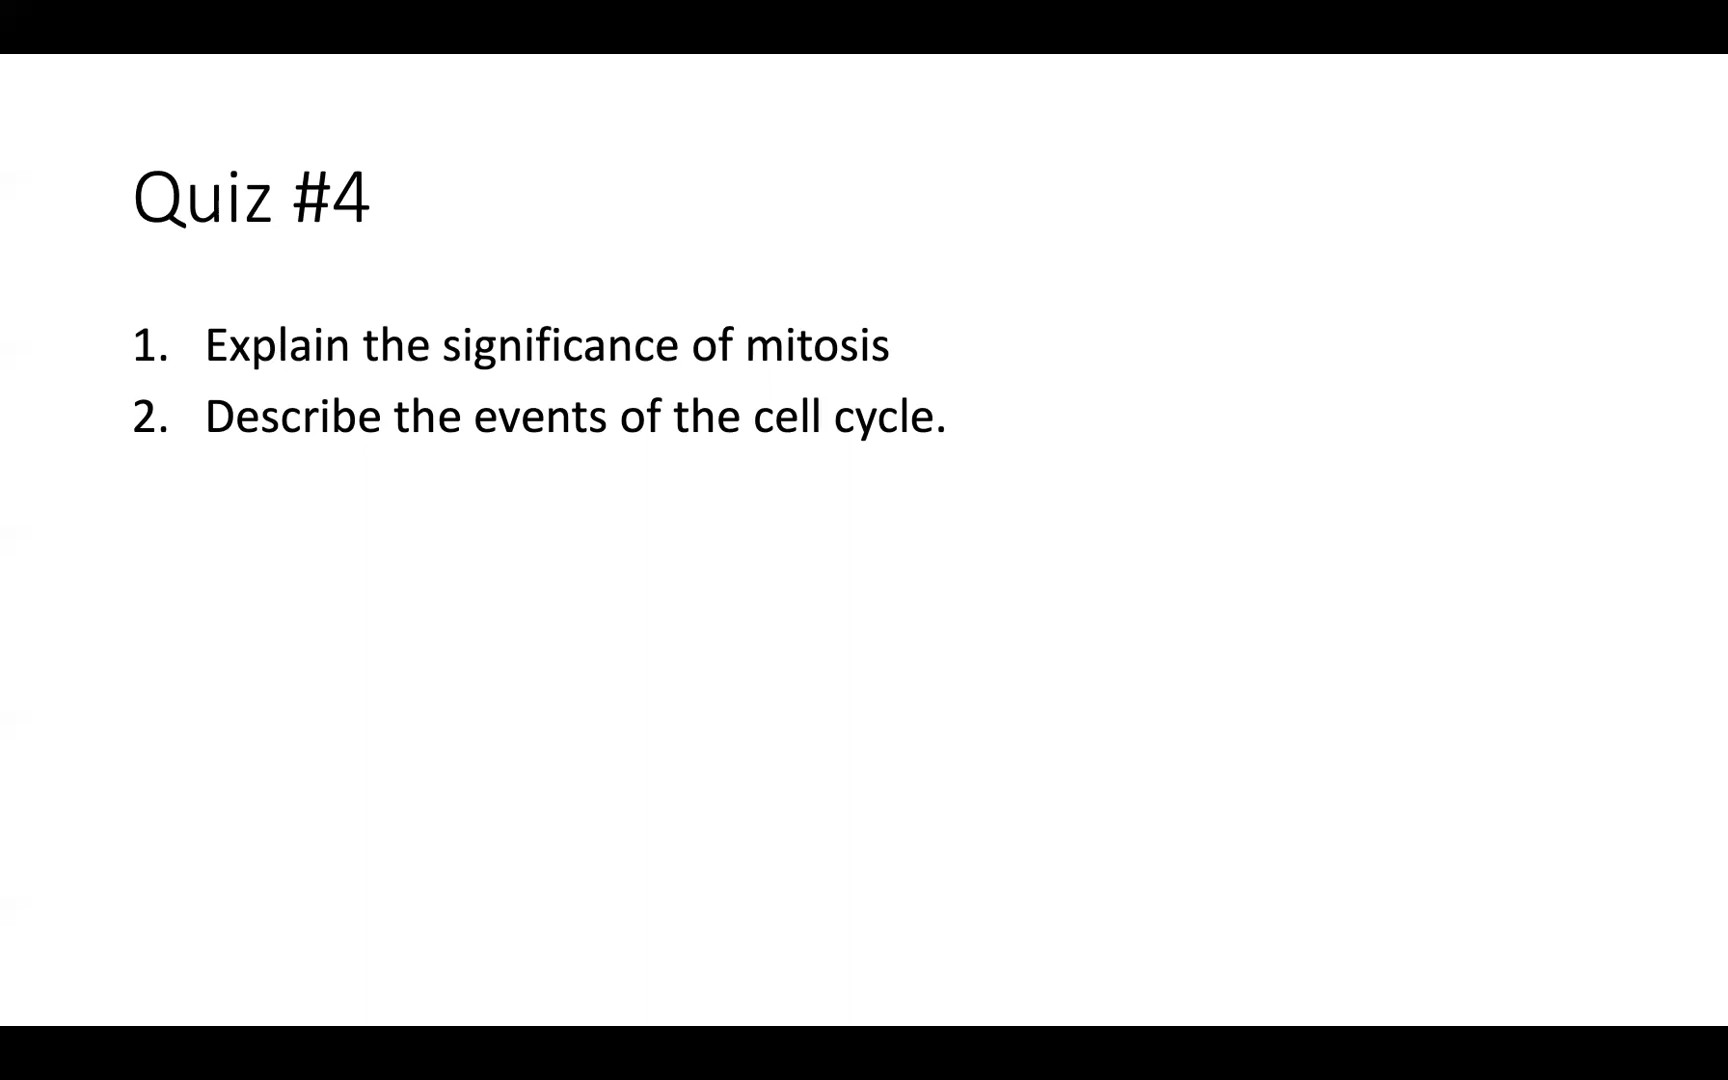 Quiz #4
1. Explain the significance of mitosis
2. Describe the events of the cell cycle.